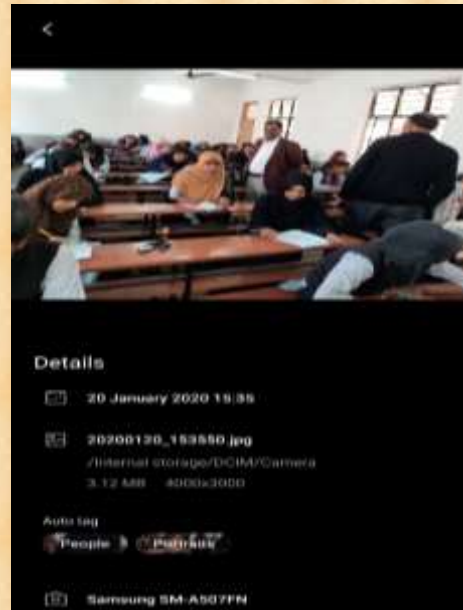 Details
20 January 2020 15:35
20200120_153550.jpg
/Internal storage/DCIM/Camera
3.12 MB 4000x3000
Auto tag
People
Portraits
Samsung SM-A507FN